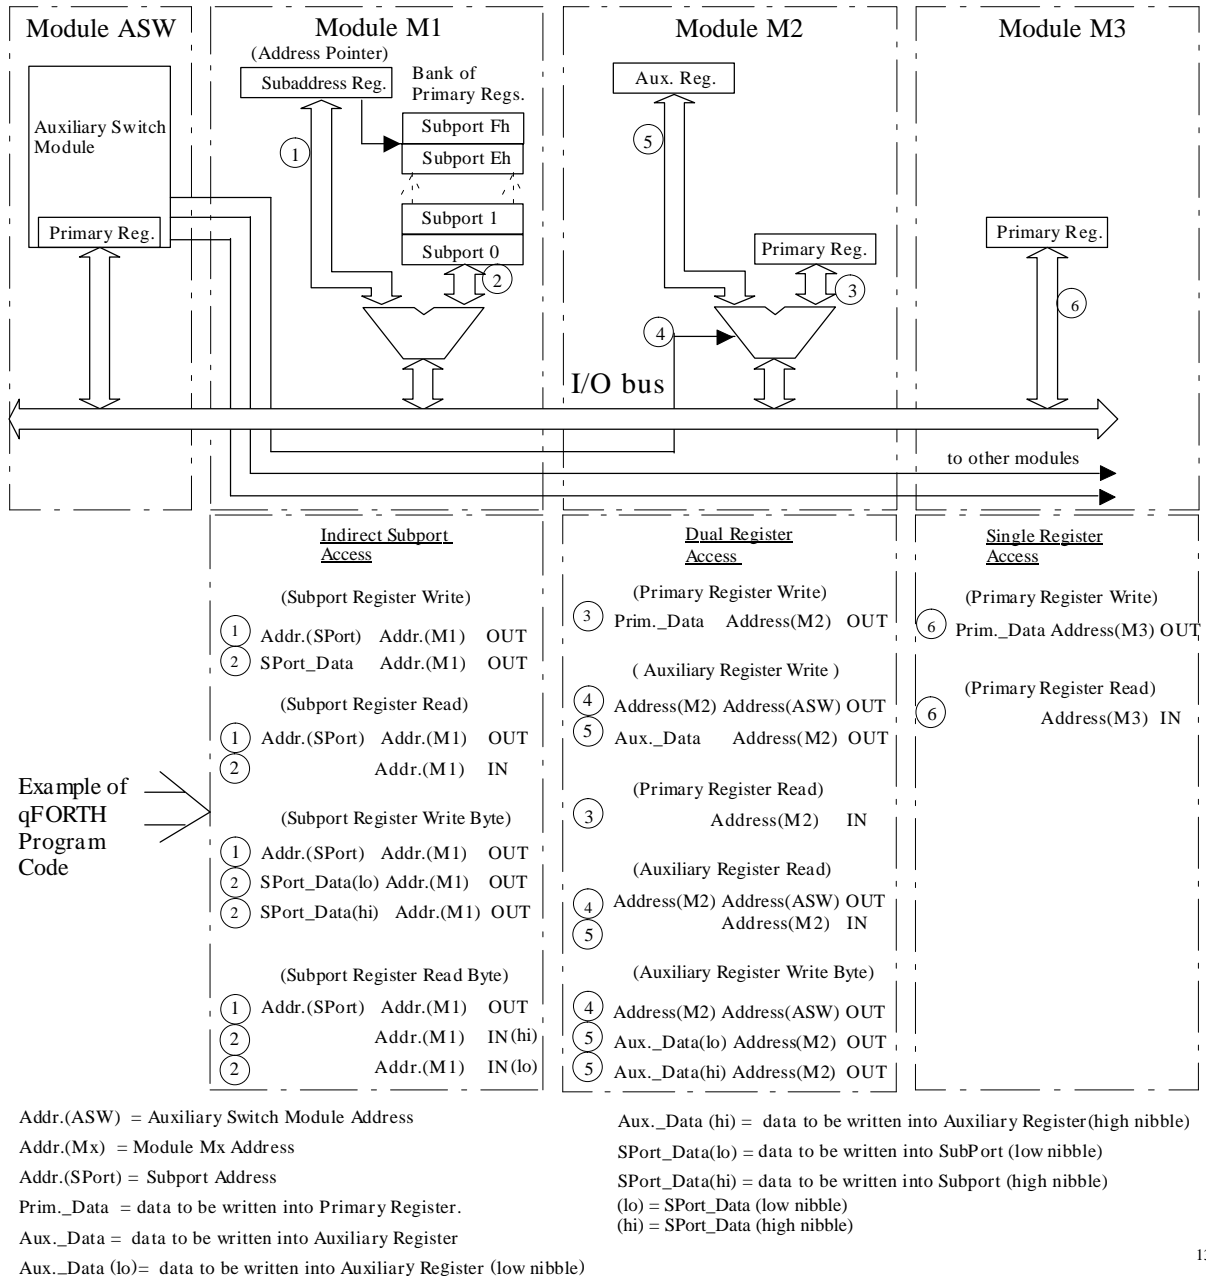 Module ASW
Module M1
Module M2
Module M3
(Address Pointer)
Subaddress Reg.
Bank of
Primary Regs.
Aux. Reg.
Auxiliary Switch
Module
Subport Fh
Subport Eh
1
5
Subport 1
Subport 0
Primary Reg.
Primary Reg.
Primary Reg.
2
3
4
6
I/O bus
to other modules
Indirect Subport
Access
(Subport Register Write)
1 Addr.(SPort) Addr.(M1) OUT
2 SPort_Data Addr.(M1) OUT
(Subport Register Read)
1 Addr.(SPort) Addr.(M1) OUT
2 Addr.(M1) IN
(Subport Register Write Byte)
1 Addr.(SPort) Addr.(M1) OUT
2 SPort_Data(lo) Addr.(M1) OUT
2 SPort_Data(hi) Addr.(M1) OUT
(Subport Register Read Byte)
1 Addr.(SPort) Addr.(M1) OUT
2 Addr.(M1) IN(hi)
2 Addr.(M1) IN(lo)
Dual Register
Access
(Primary Register Write)
3 Prim._Data Address(M2) OUT
( Auxiliary Register Write )
4 Address(M2) Address(ASW) OUT
5 Aux._Data Address(M2) OUT
(Primary Register Read)
3 Address(M2) IN
(Auxiliary Register Read)
4 Address(M2) Address(ASW) OUT
5 Address(M2) IN
(Auxiliary Register Write Byte)
4 Address(M2) Address(ASW) OUT
5 Aux._Data(lo) Address(M2) OUT
5 Aux._Data(hi) Address(M2) OUT
Single Register
Access
(Primary Register Write)
6 Prim._Data Address(M3) OUT
(Primary Register Read)
6 Address(M3) IN
Example of
qFORTH
Program
Code
Addr.(ASW) = Auxiliary Switch Module Address
Addr.(Mx) = Module Mx Address
Addr.(SPort) = Subport Address
Prim._Data = data to be written into Primary Register.
Aux._Data = data to be written into Auxiliary Register
Aux._Data (lo)= data to be written into Auxiliary Register (low nibble)
Aux._Data (hi) = data to be written into Auxiliary Register(high nibble)
SPort_Data(lo) = data to be written into SubPort (low nibble)
SPort_Data(hi) = data to be written into Subport (high nibble)
(lo) = SPort_Data (low nibble)
(hi) = SPort_Data (high nibble)